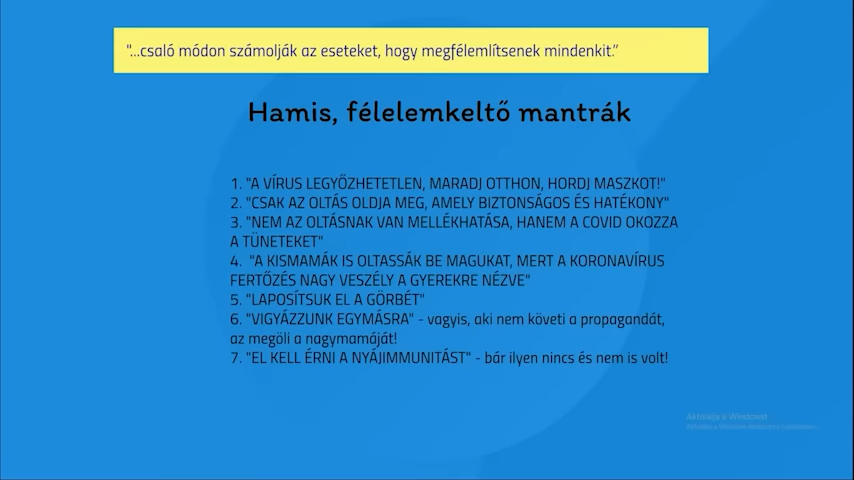 "...csaló módon számolják az eseteket, hogy megfélemlítsenek mindenkit.”
Hamis, félelemkeltő mantrák
1. "A VÍRUS LEGYŐZHETETLEN, MARADJ OTTHON, HORDJ MASZKOT!"
2. "CSAK AZ OLTÁS OLDJA MEG, AMELY BIZTONSÁGOS ÉS HATÉKONY"
3. "NEM AZ OLTÁSNAK VAN MELLÉKHATÁSA, HANEM A COVID OKOZZA
A TÜNETEKET"
4. "A KISMAMÁK IS OLTASSÁK BE MAGUKAT, MERT A KORONAVÍRUS
FERTŐZÉS NAGY VESZÉLY A GYEREKRE NÉZVE"
5. "LAPOSÍTSUK EL A GÖRBÉT"
6. "VIGYÁZZUNK EGYMÁSRA" - vagyis, aki nem követi a propagandát,
az megöli a nagymamáját!
7. "EL KELL ÉRNI A NYÁJIMMUNITÁST" - bár ilyen nincs és nem is volt!
Aktiválja a Windowst